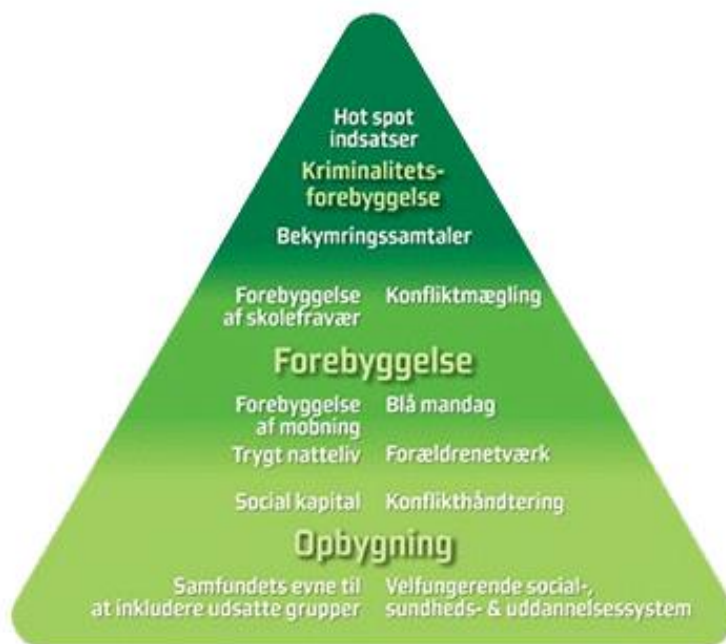 Hot spot
indsatser
Kriminalitets-
forebyggelse
Bekymringssamtaler
Forebyggelse
af skolefravær
Konfliktmægling
Forebyggelse
Forebyggelse
af mobning
Blå mandag
Trygt natteliv
Forældrenetværk
Social kapital
Konflikthåndtering
Opbygning
Samfundets evne til
at inkludere udsatte grupper
Velfungerende social-,
sundheds- & uddannelsessystem